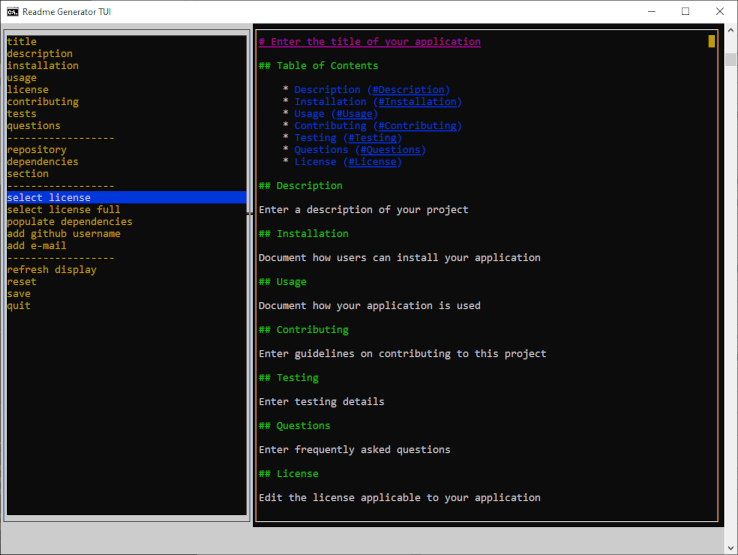 Readme Generator TUI
title
description
installation
usage
license
contributing
tests
questions
------------------
repository
dependencies
section
------------------
select license
select license full
populate dependencies
add github username
add e-mail
------------------
refresh display
reset
save
quit
# Enter the title of your application
## Table of Contents
* Description (#Description)
* Installation (#Installation)
* Usage (#Usage)
* Contributing (#Contributing)
* Testing (#Testing)
* Questions (#Questions)
* License (#License)
## Description
Enter a description of your project
## Installation
Document how users can install your application
## Usage
Document how your application is used
## Contributing
Enter guidelines on contributing to this project
## Testing
Enter testing details
## Questions
Enter frequently asked questions
## License
Edit the license applicable to your application